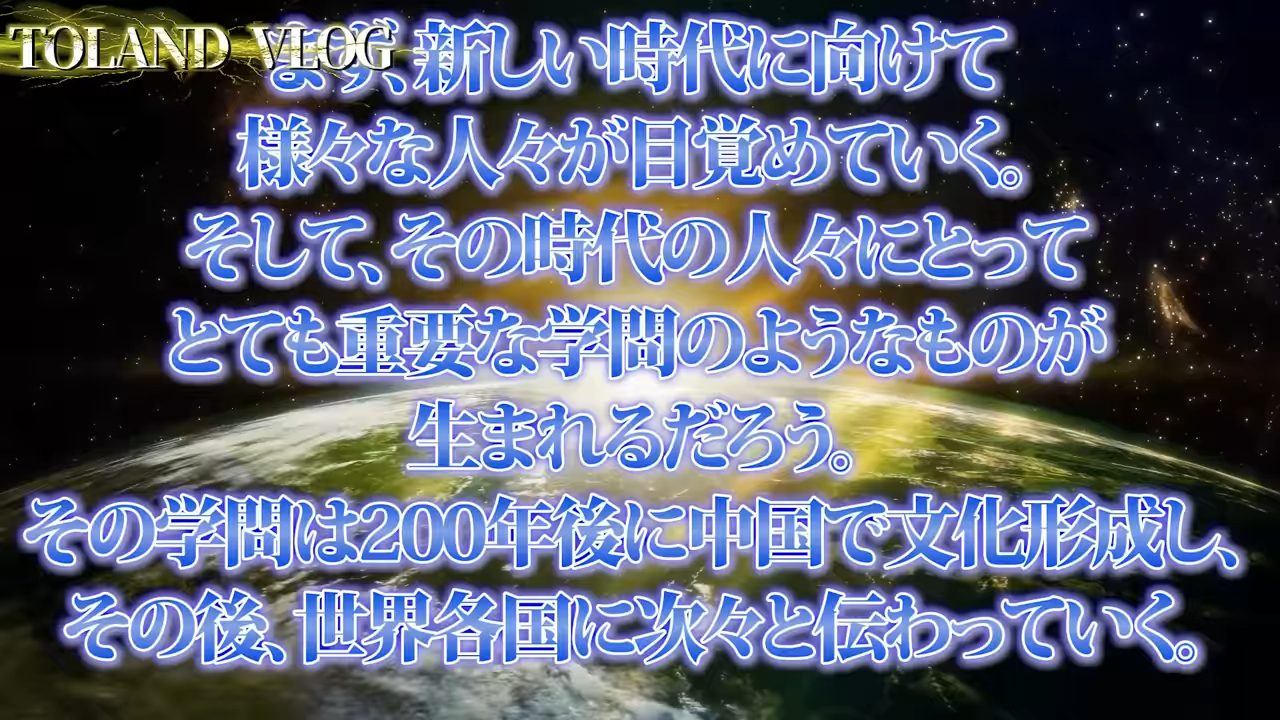 TOLAND VLOG
まず、新しい時代に向けて
様々な人々が目覚めていく。
そして、その時代の人々にとって
とても重要な学問のようなものが
生まれるだろう。
その学問は200年後に中国で文化形成し、
その後、世界各国に次々と伝わっていく。